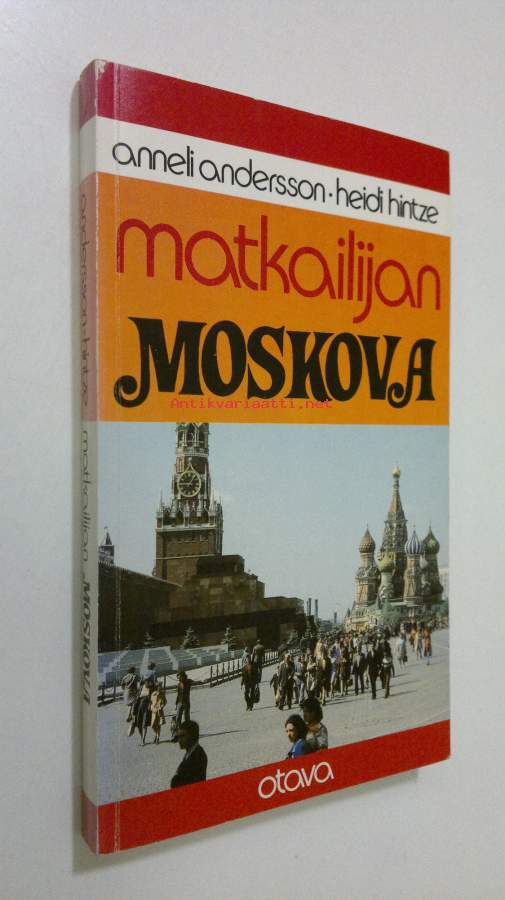 anneli andersson • heidi hintze
matkailijan
MOSKOVA
Antikvariaatti.net
otava
andersson • hintze • matkailijan MOSKOVA